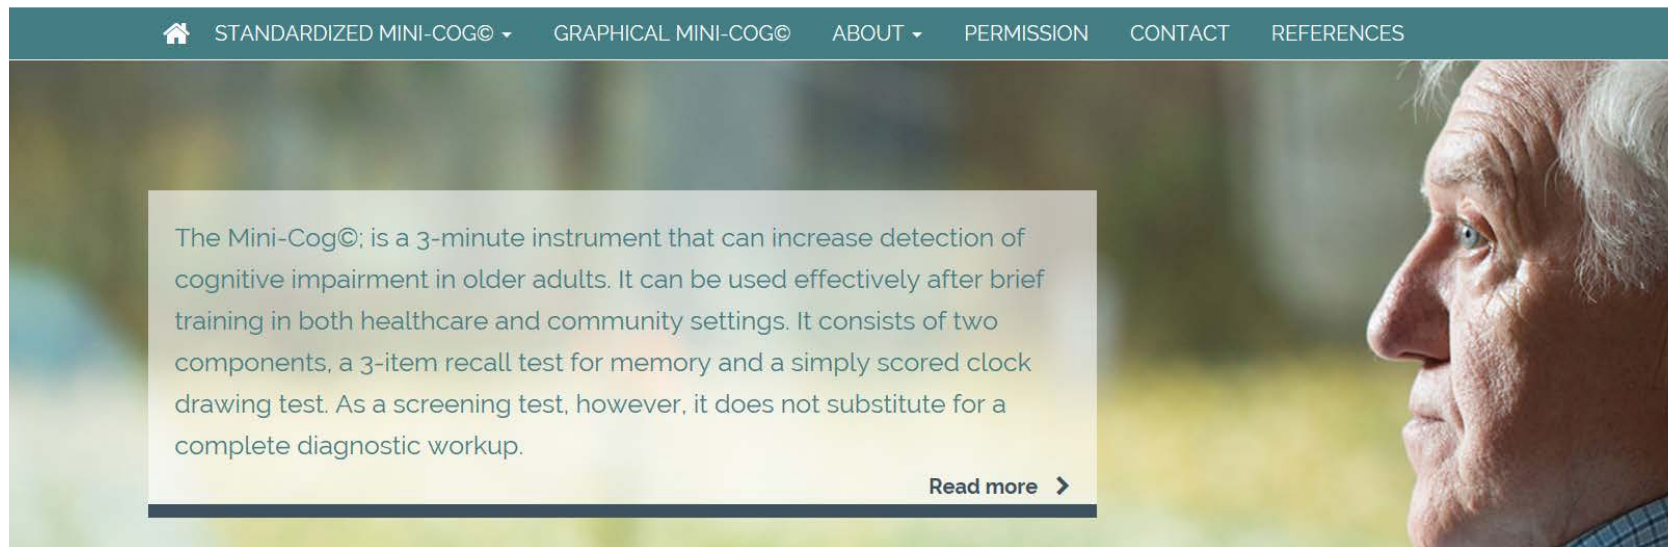 STANDARDIZED MINI-COG© GRAPHICAL MINI-COG© ABOUT PERMISSION CONTACT REFERENCES
The Mini-Cog©; is a 3-minute instrument that can increase detection of
cognitive impairment in older adults. It can be used effectively after brief
training in both healthcare and community settings. It consists of two
components, a 3-item recall test for memory and a simply scored clock
drawing test. As a screening test, however, it does not substitute for a
complete diagnostic workup.
Read more